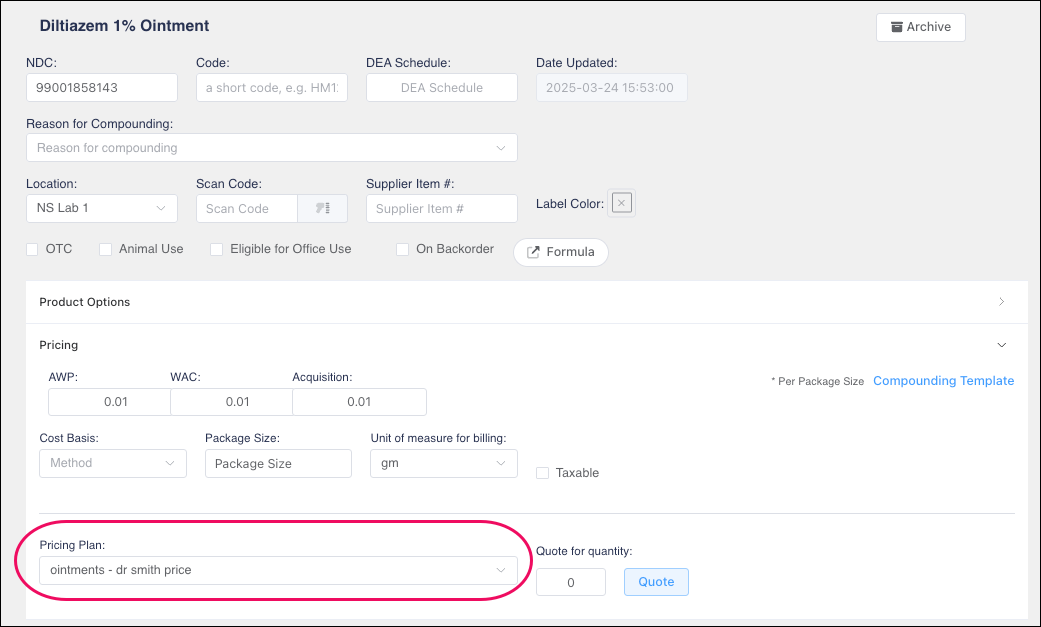 Diltiazem 1% Ointment
Archive
NDC: Code: DEA Schedule: Date Updated:
99001858143 a short code, e.g. HM1 DEA Schedule 2025-03-24 15:53:00
Reason for Compounding:
Reason for compounding
Location: Scan Code: Supplier Item #:
NS Lab 1 Scan Code Supplier Item # Label Color:
OTC Animal Use Eligible for Office Use On Backorder Formula
Product Options
Pricing
AWP: WAC: Acquisition:
* Per Package Size Compounding Template
0.01 0.01 0.01
Cost Basis: Package Size: Unit of measure for billing:
Method Package Size gm Taxable
Pricing Plan: Quote for quantity:
ointments - dr smith price 0 Quote